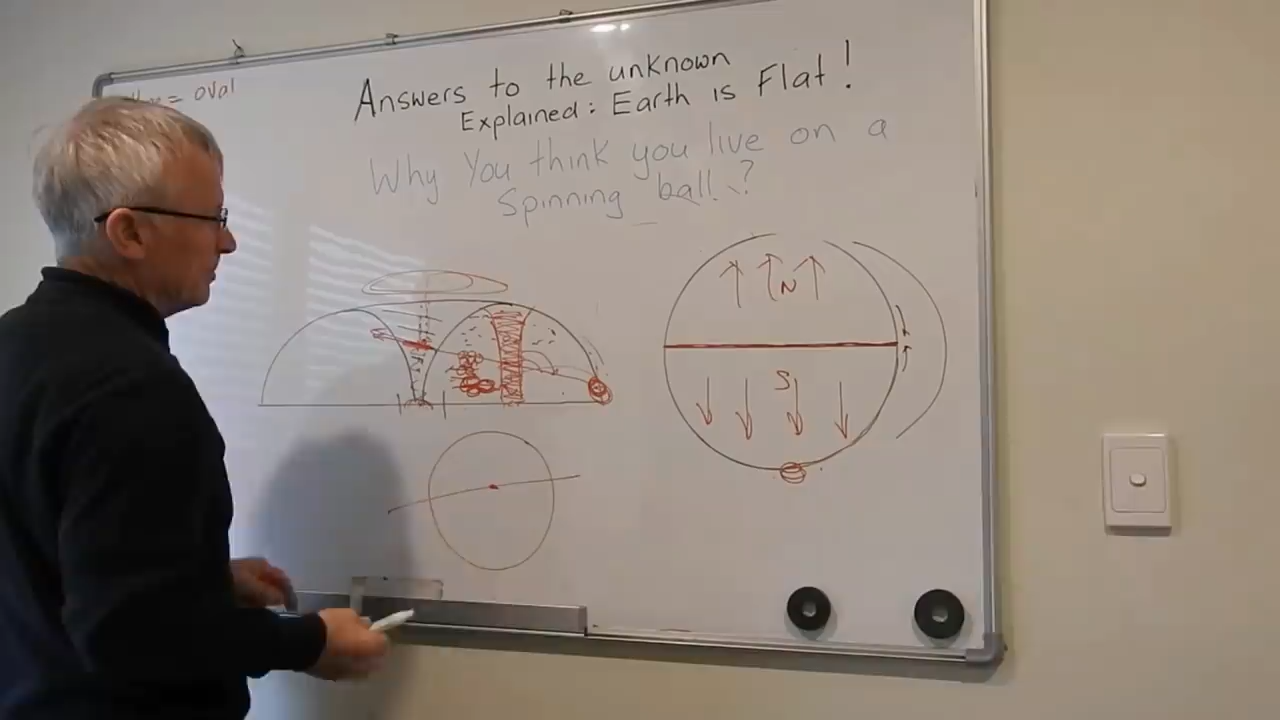 = oval
Answers to the unknown
Explained: Earth is Flat!
Why You think you live on a
Spinning ball?
N
S